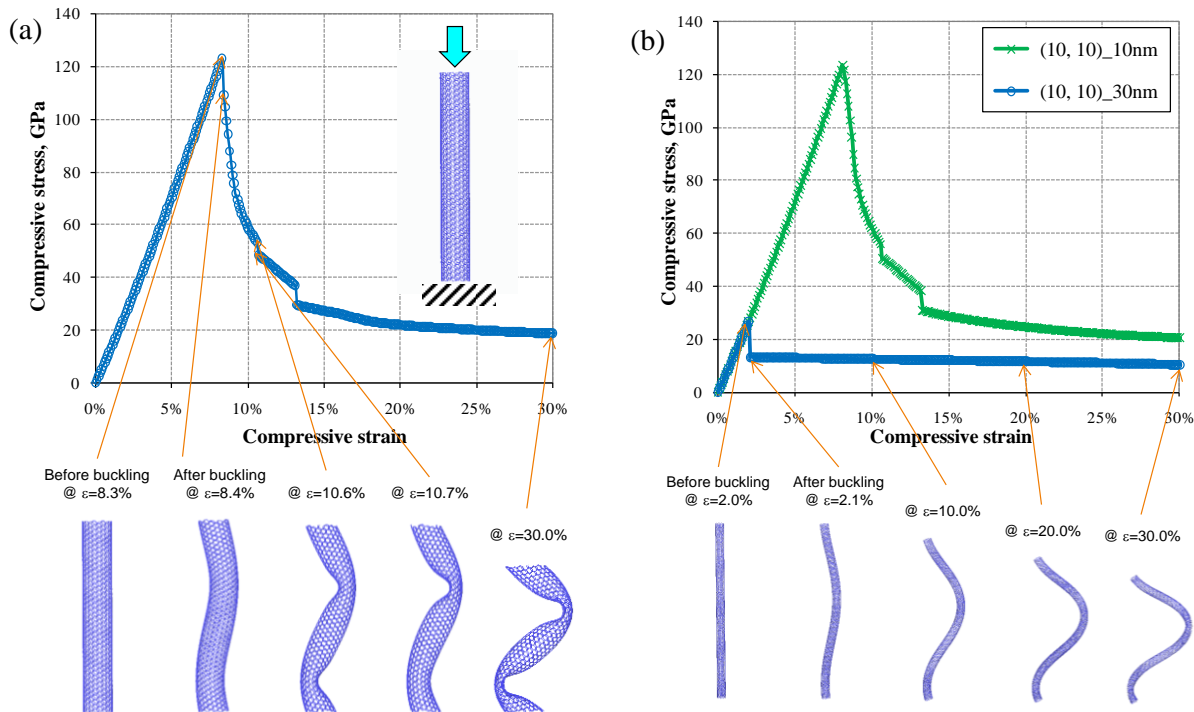 (a)
Compressive stress, GPa
140
120
100
80
60
40
20
0
0%
5%
10%
15%
20%
25%
30%
Compressive strain
Before buckling
@ ε=8.3%
After buckling
@ ε=8.4%
@ ε=10.6%
@ ε=10.7%
@ ε=30.0%
(b)
Compressive stress, GPa
140
120
100
80
60
40
20
0
(10, 10)_10nm
(10, 10)_30nm
0%
5%
10%
15%
20%
25%
30%
Compressive strain
Before buckling
@ ε=2.0%
After buckling
@ ε=2.1%
@ ε=10.0%
@ ε=20.0%
@ ε=30.0%